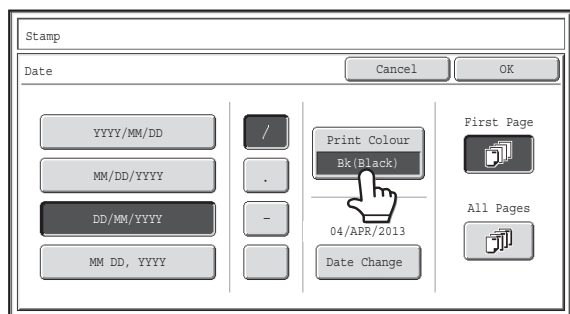 Stamp
Date
Cancel
OK
YYYY/MM/DD
MM/DD/YYYY
DD/MM/YYYY
MM DD, YYYY
/
.
-
Print Colour
Bk(Black)
04/APR/2013
Date Change
First Page
All Pages